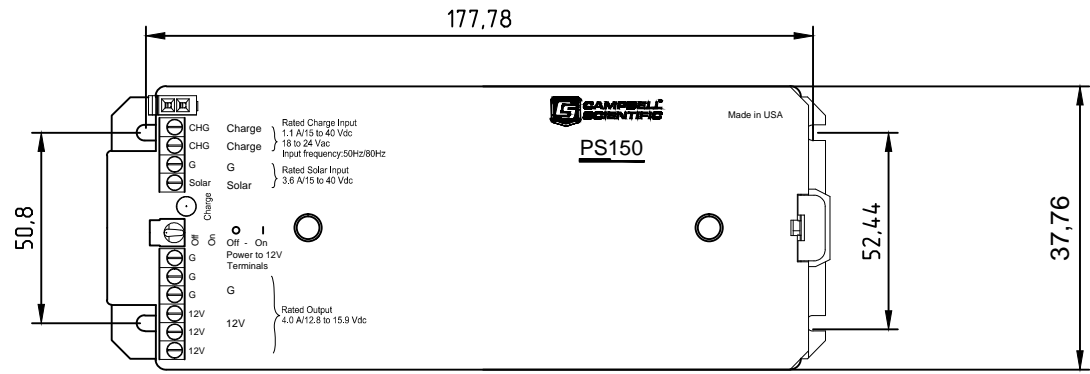 177,78
CAMPBELL
SCIENTIFIC
Made in USA
PS150
CHG
CHG
G
Solar
Charge
Charge
G
Solar
Rated Charge Input
1.1 A/15 to 40 Vdc
18 to 24 Vac
Input frequency:50Hz/80Hz
Rated Solar Input
3.6 A/15 to 40 Vdc
Charge
Off
On
Off - On
Power to 12V
Terminals
G
G
G
12V
12V
12V
G
12V
Rated Output
4.0 A/12.8 to 15.9 Vdc
50,8
52,44
37,76